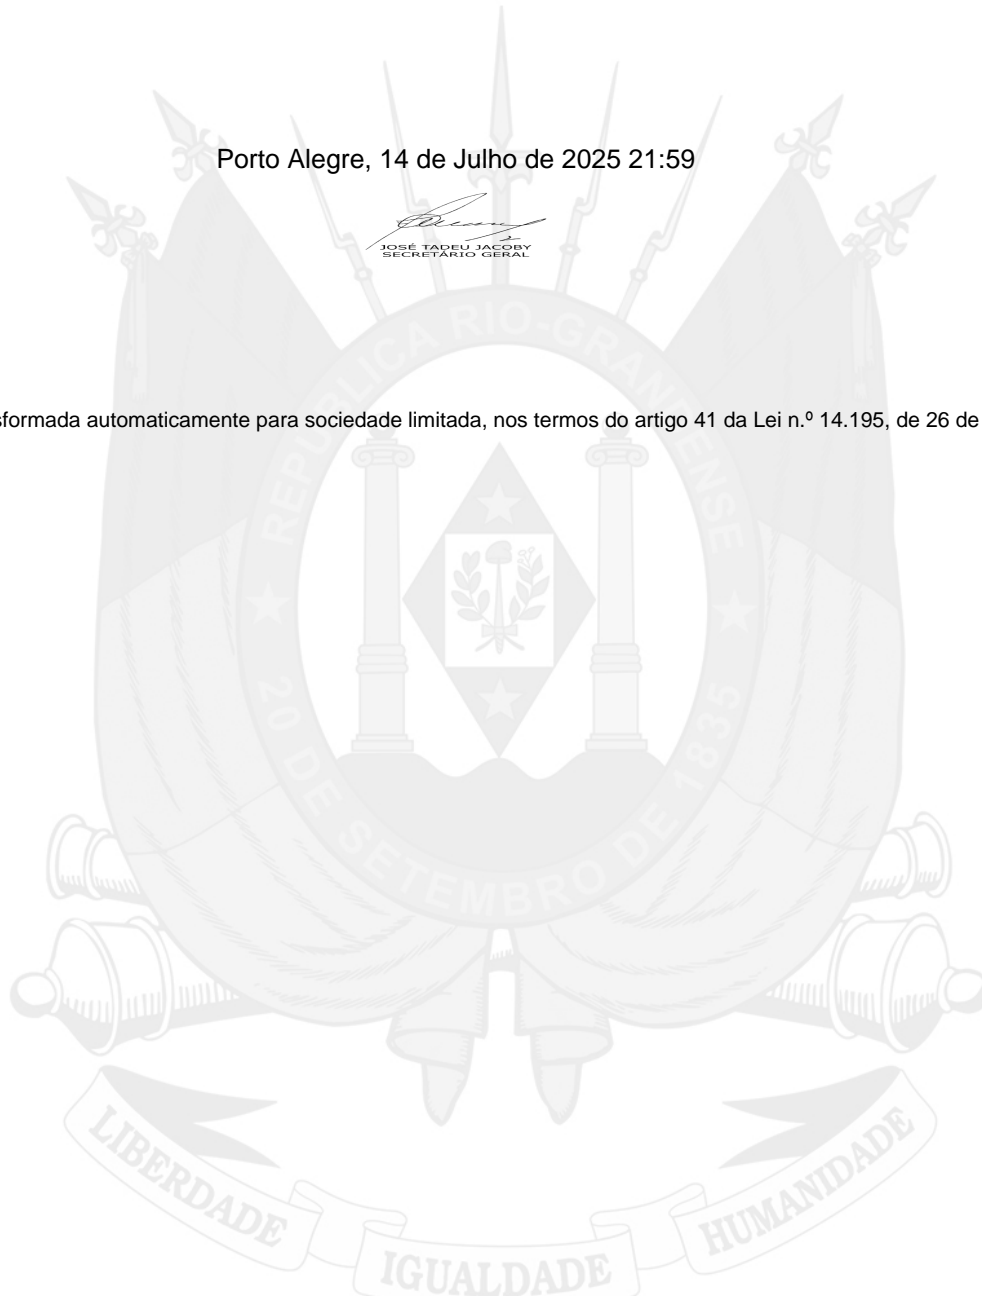 Porto Alegre, 14 de Julho de 2025 21:59
JOSÉ TADEU JACOBY
SECRETÁRIO GERAL
REPUBLICA RIO-GRANDENSE
sformada automaticamente para sociedade limitada, nos termos do artigo 41 da Lei n.º 14.195, de 26 de
20 DE SETEMBRO DE 1835
LIBERDADE
IGUALDADE
HUMANIDADE